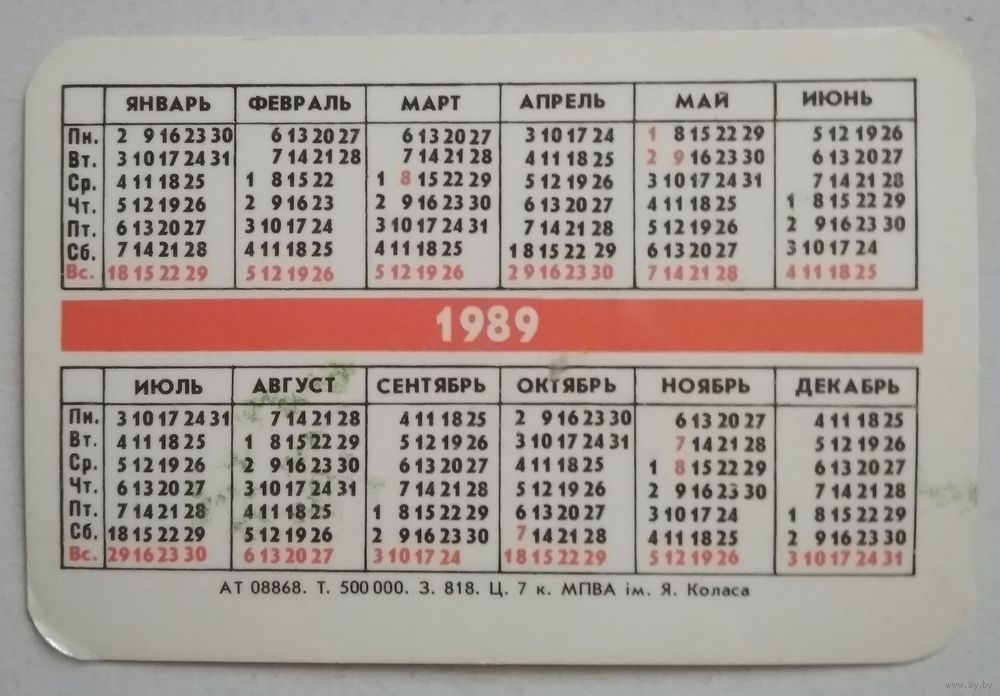 ЯНВАРЬ ФЕВРАЛЬ МАРТ АПРЕЛЬ МАЙ ИЮНЬ
Пн. 2 9 16 23 30 6 13 20 27 6 13 20 27 3 10 17 24 1 8 15 22 29 5 12 19 26
Вт. 3 10 17 24 31 7 14 21 28 7 14 21 28 4 11 18 25 2 9 16 23 30 6 13 20 27
Ср. 4 11 18 25 1 8 15 22 1 8 15 22 29 5 12 19 26 3 10 17 24 31 7 14 21 28
Чт. 5 12 19 26 2 9 16 23 2 9 16 23 30 6 13 20 27 4 11 18 25 1 8 15 22 29
Пт. 6 13 20 27 3 10 17 24 3 10 17 24 31 7 14 21 28 5 12 19 26 2 9 16 23 30
Сб. 7 14 21 28 4 11 18 25 4 11 18 25 1 8 15 22 29 6 13 20 27 3 10 17 24
Вс. 1 8 15 22 29 5 12 19 26 5 12 19 26 2 9 16 23 30 7 14 21 28 4 11 18 25
1989
ИЮЛЬ АВГУСТ СЕНТЯБРЬ ОКТЯБРЬ НОЯБРЬ ДЕКАБРЬ
Пн. 3 10 17 24 31 7 14 21 28 4 11 18 25 2 9 16 23 30 6 13 20 27 4 11 18 25
Вт. 4 11 18 25 1 8 15 22 29 5 12 19 26 3 10 17 24 31 7 14 21 28 5 12 19 26
Ср. 5 12 19 26 2 9 16 23 30 6 13 20 27 4 11 18 25 1 8 15 22 29 6 13 20 27
Чт. 6 13 20 27 3 10 17 24 31 7 14 21 28 5 12 19 26 2 9 16 23 30 7 14 21 28
Пт. 7 14 21 28 4 11 18 25 1 8 15 22 29 6 13 20 27 3 10 17 24 1 8 15 22 29
Сб. 1 8 15 22 29 5 12 19 26 2 9 16 23 30 7 14 21 28 4 11 18 25 2 9 16 23 30
Вс. 2 9 16 23 30 6 13 20 27 3 10 17 24 1 8 15 22 29 5 12 19 26 3 10 17 24 31
АТ 08868. Т. 500 000. З. 818. Ц. 7 к. МПВА ім. Я. Коласа
www.ay.by